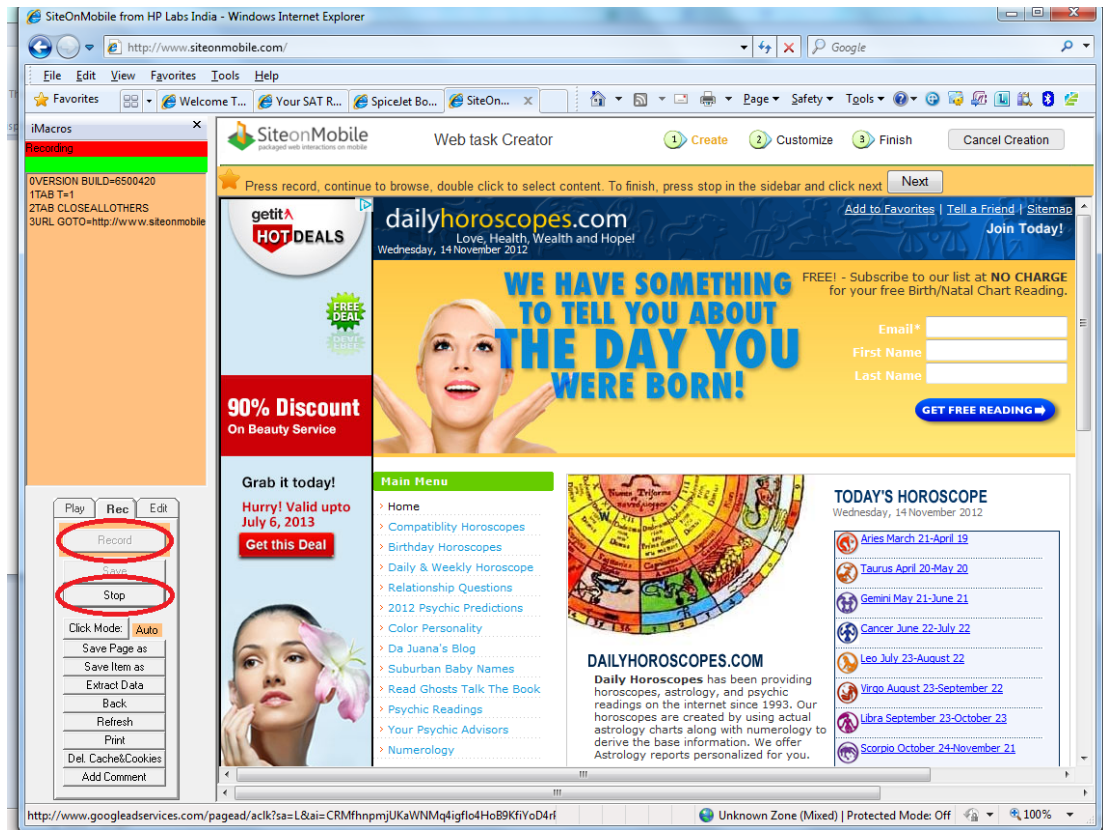 SiteOnMobile from HP Labs India - Windows Internet Explorer
http://www.siteonmobile.com/
Google
File Edit View Favorites Tools Help
Favorites
Welcome T...
Your SAT R...
SpiceJet Bo...
SiteOn...
Page
Safety
Tools
iMacros
Recording
0VERSION BUILD=6500420
1TAB T=1
2TAB CLOSEALLOTHERS
3URL GOTO=http://www.siteonmobile
Play Rec Edit
Record
Save
Stop
Click Mode: Auto
Save Page as
Save Item as
Extract Data
Back
Refresh
Print
Del. Cache&Cookies
Add Comment
SiteonMobile
packaged web interactions on mobile
Web task Creator
1 Create 2 Customize 3 Finish
Cancel Creation
Press record, continue to browse, double click to select content. To finish, press stop in the sidebar and click next Next
getit
HOT DEALS
FREE
DEAL
90% Discount
On Beauty Service
Grab it today!
Hurry! Valid upto
July 6, 2013
Get this Deal
dailyhoroscopes.com
Love, Health, Wealth and Hope!
Wednesday, 14 November 2012
Add to Favorites | Tell a Friend | Sitemap
Join Today!
WE HAVE SOMETHING
TO TELL YOU ABOUT
THE DAY YOU
WERE BORN!
FREE! - Subscribe to our list at NO CHARGE
for your free Birth/Natal Chart Reading.
Email*
First Name
Last Name
GET FREE READING
Main Menu
Home
Compatiblity Horoscopes
Birthday Horoscopes
Daily & Weekly Horoscope
Relationship Questions
2012 Psychic Predictions
Color Personality
Da Juana's Blog
Suburban Baby Names
Read Ghosts Talk The Book
Psychic Readings
Your Psychic Advisors
Numerology
DAILYHOROSCOPES.COM
Daily Horoscopes has been providing
horoscopes, astrology, and psychic
readings on the internet since 1993. Our
horoscopes are created by using actual
astrology charts along with numerology to
derive the base information. We offer
Astrology reports personalized for you.
TODAY'S HOROSCOPE
Wednesday, 14 November 2012
Aries March 21-April 19
Taurus April 20-May 20
Gemini May 21-June 21
Cancer June 22-July 22
Leo July 23-August 22
Virgo August 23-September 22
Libra September 23-October 23
Scorpio October 24-November 21
Unknown Zone (Mixed) | Protected Mode: Off
100%